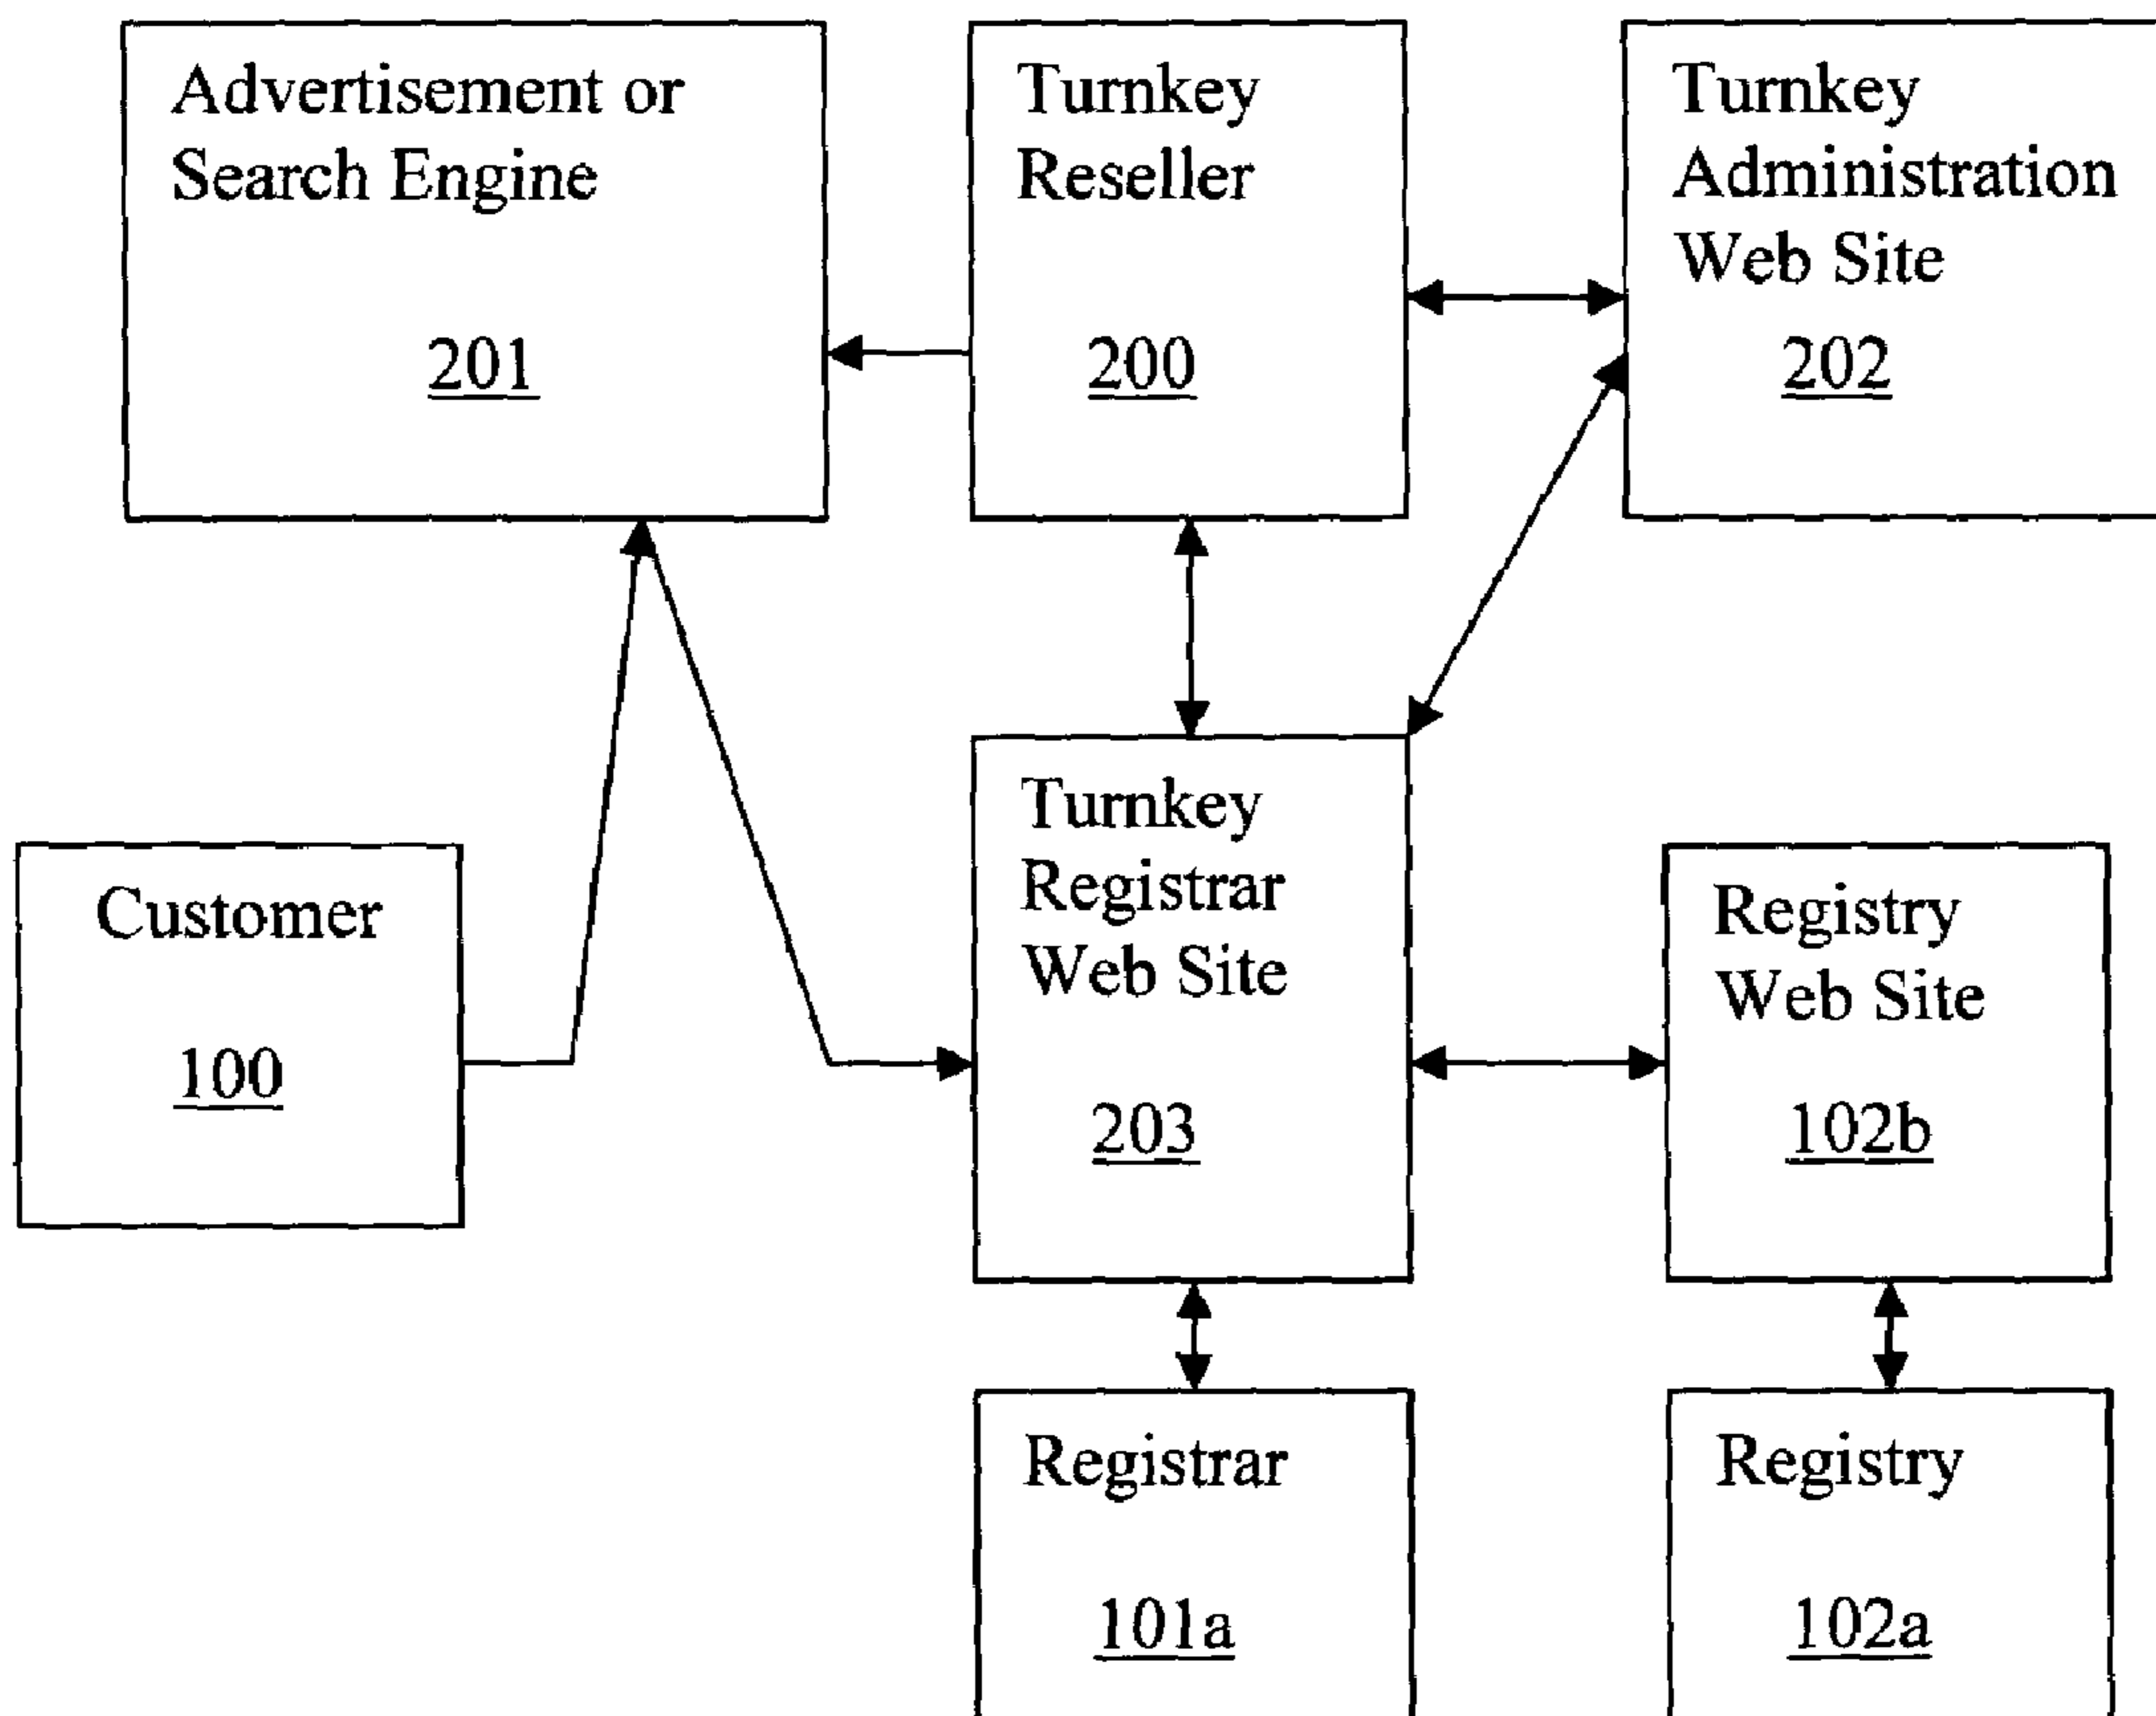 Advertisement or
Search Engine
201
Turnkey
Reseller
200
Turnkey
Administration
Web Site
202
Customer
100
Turnkey
Registrar
Web Site
203
Registry
Web Site
102b
Registrar
101a
Registry
102a